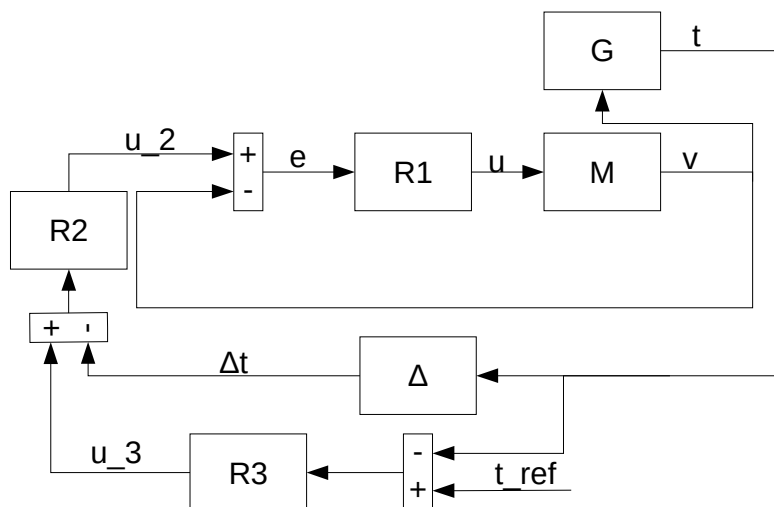 G
t
u_2
+
-
e
R1
u
M
v
R2
+ -
Δt
Δ
u_3
R3
-
+
t_ref